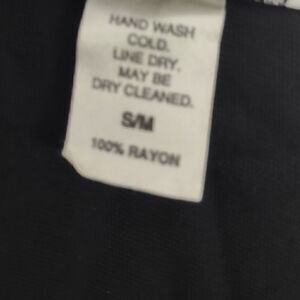 HAND WASH
COLD.
LINE DRY.
MAY BE
DRY CLEANED.
S/M
100% RAYON